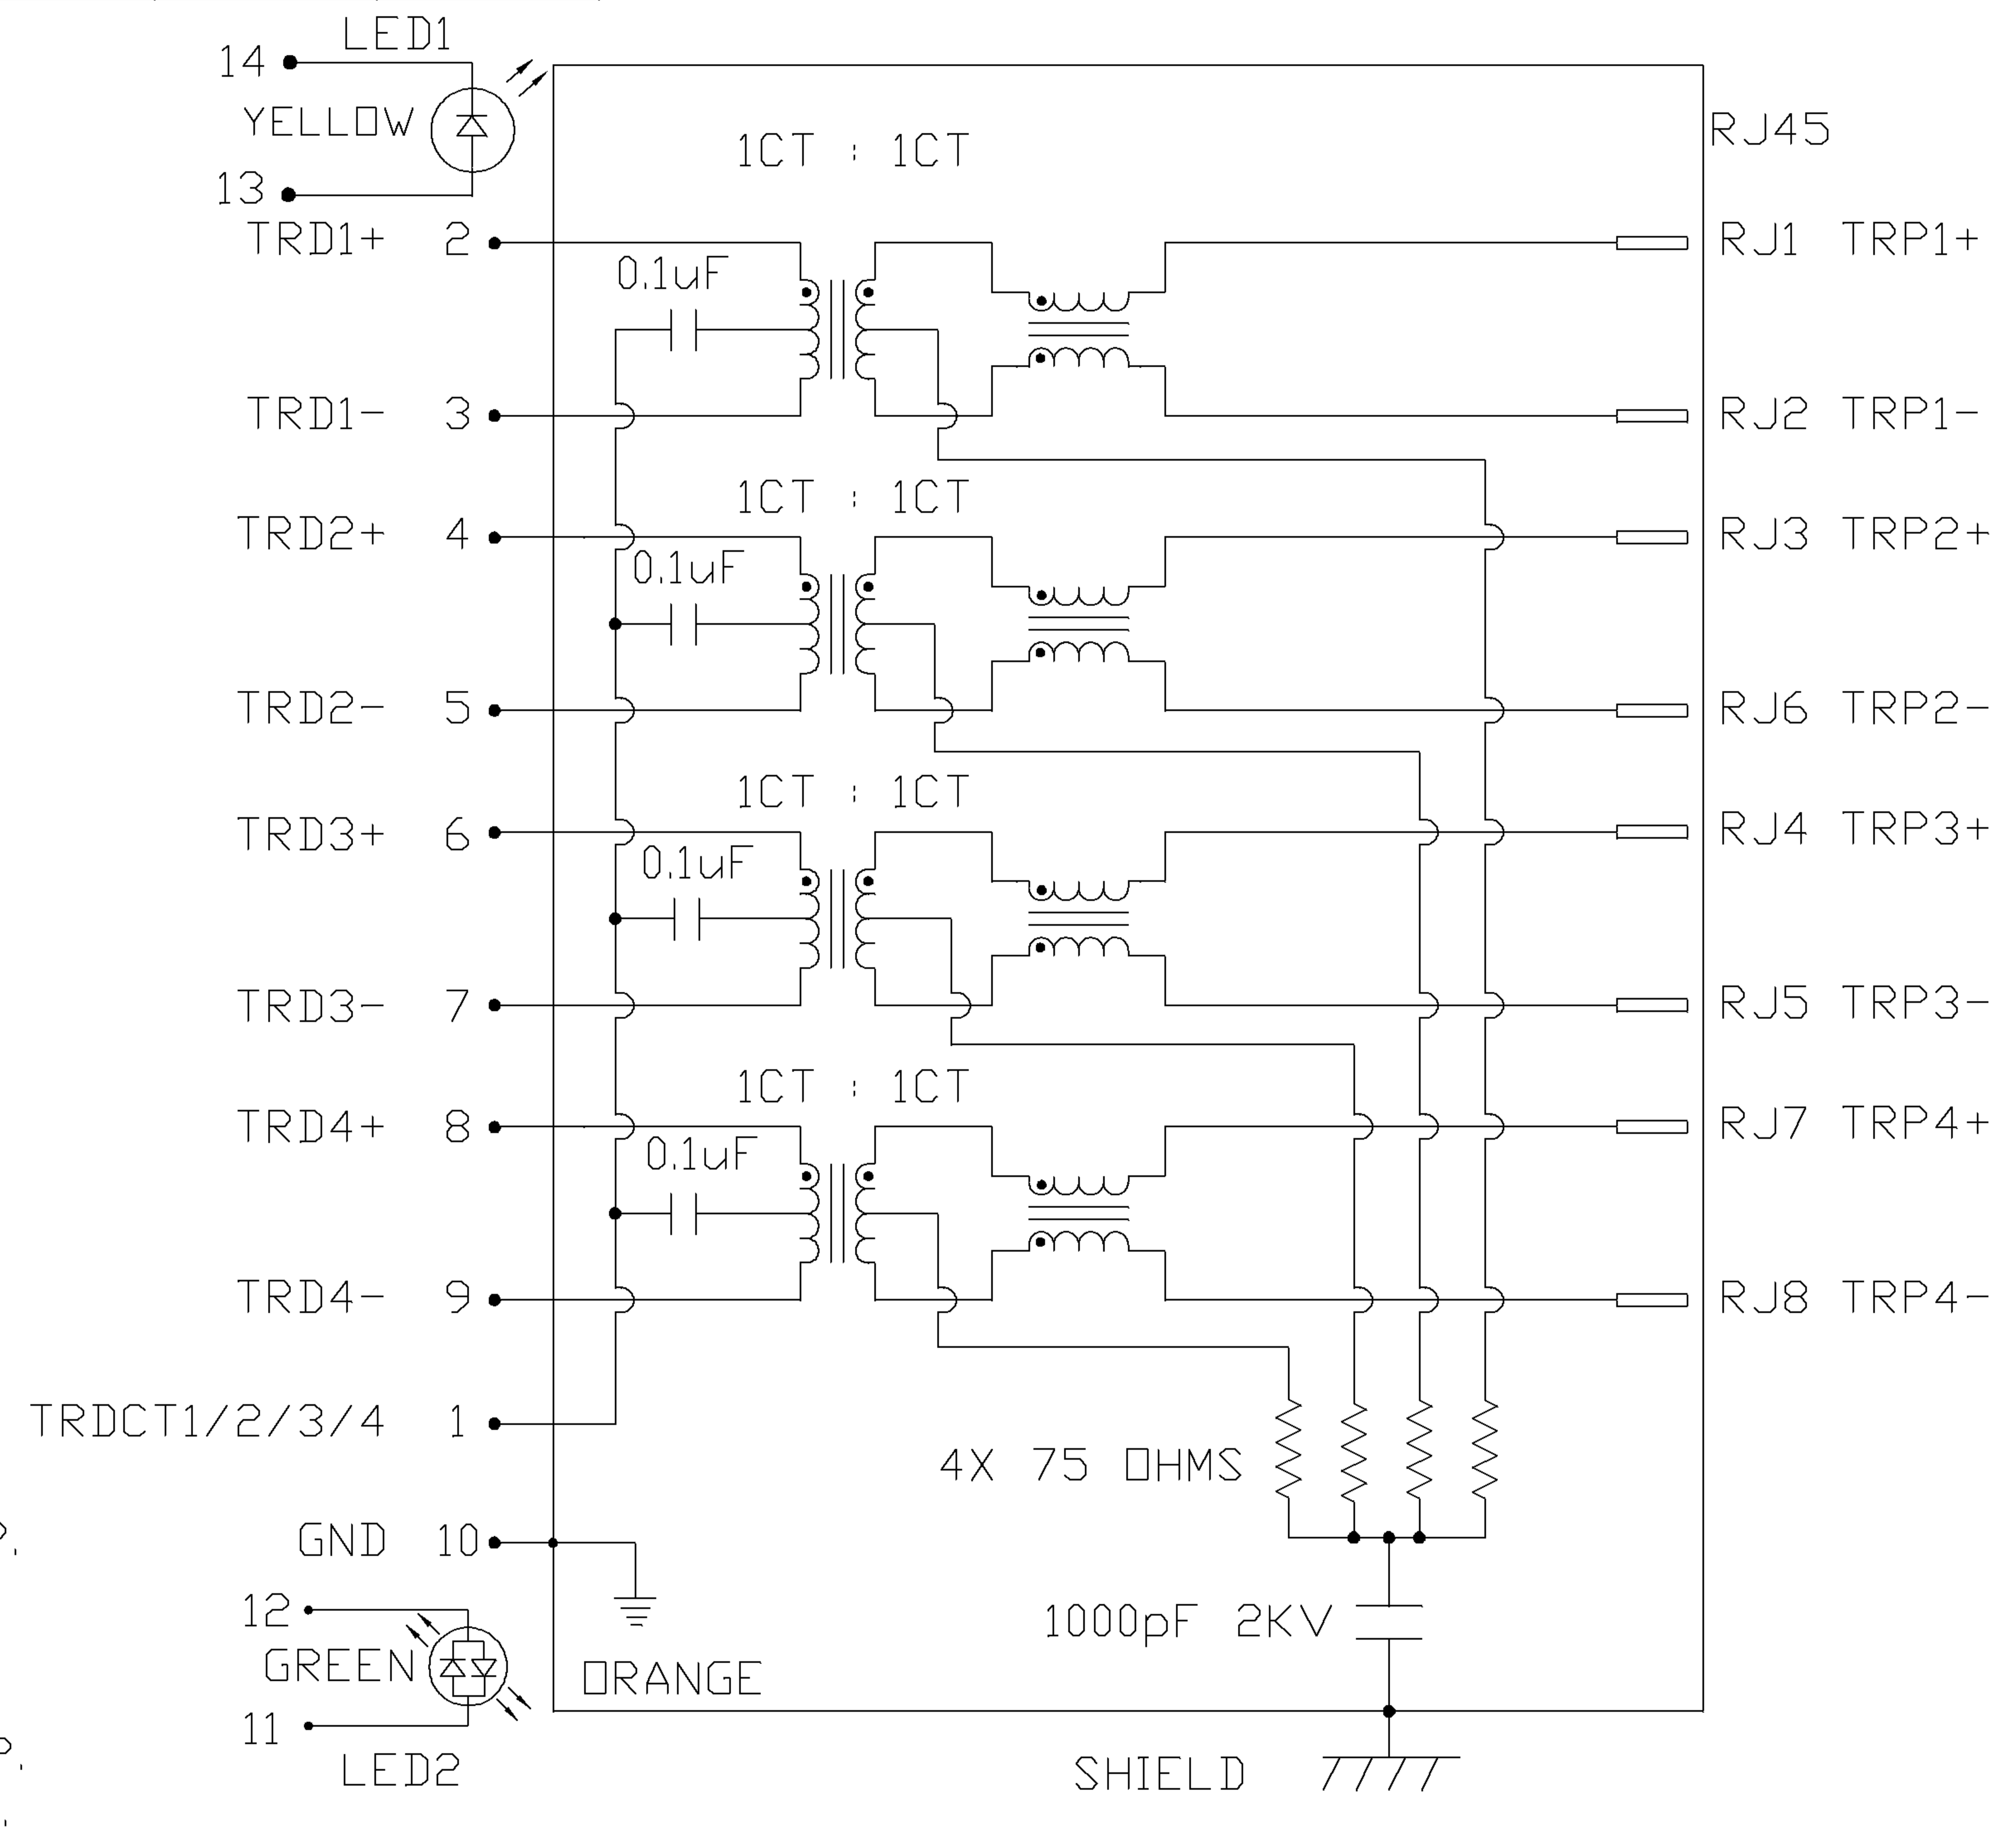 LED1
14
YELLOW
13
RJ45
1CT : 1CT
TRD1+ 2
RJ1 TRP1+
0.1uF
TRD1- 3
RJ2 TRP1-
1CT : 1CT
TRD2+ 4
RJ3 TRP2+
0.1uF
TRD2- 5
RJ6 TRP2-
1CT : 1CT
TRD3+ 6
RJ4 TRP3+
0.1uF
TRD3- 7
RJ5 TRP3-
1CT : 1CT
TRD4+ 8
RJ7 TRP4+
0.1uF
TRD4- 9
RJ8 TRP4-
TRDCT1/2/3/4 1
4X 75 OHMS
GND 10
12
1000pF 2KV
GREEN
ORANGE
11
LED2
SHIELD